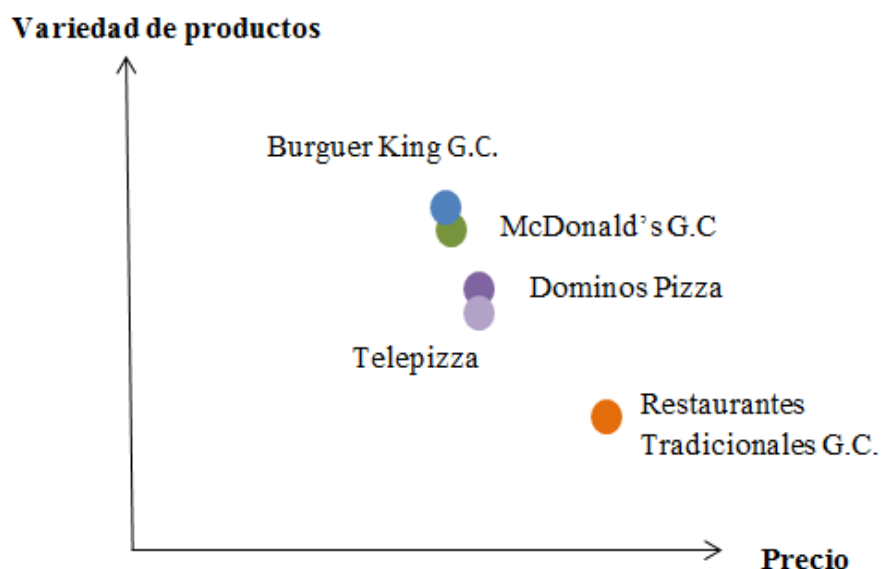 Variedad de productos
Burguer King G.C.
McDonald's G.C
Dominos Pizza
Telepizza
Restaurantes
Tradicionales G.C.
Precio